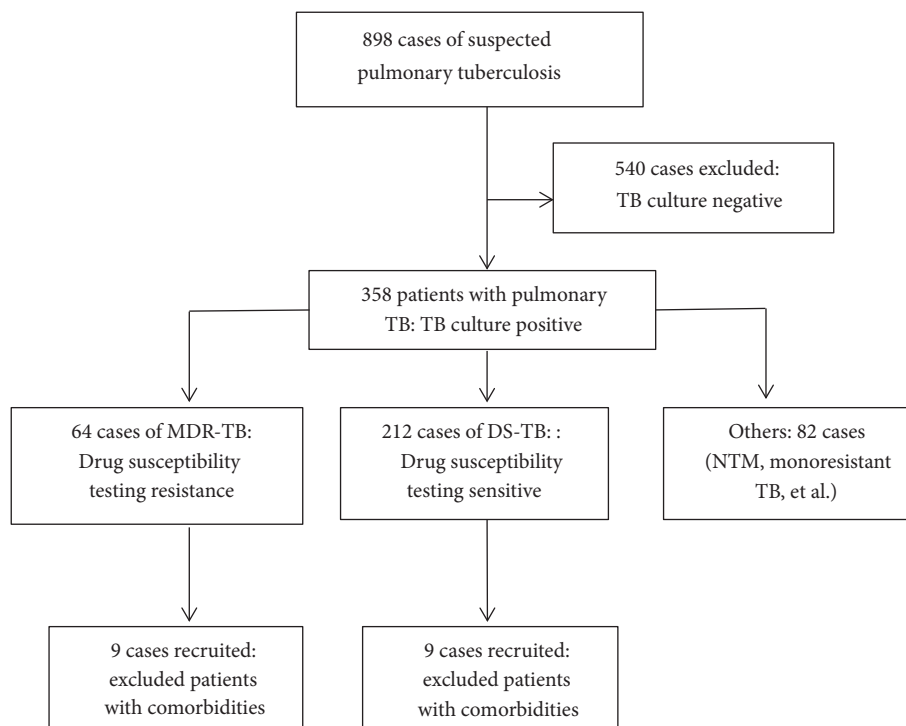 898 cases of suspected
pulmonary tuberculosis
540 cases excluded:
TB culture negative
358 patients with pulmonary
TB: TB culture positive
64 cases of MDR-TB:
Drug susceptibility
testing resistance
212 cases of DS-TB: :
Drug susceptibility
testing sensitive
Others: 82 cases
(NTM, monoresistant
TB, et al.)
9 cases recruited:
excluded patients
with comorbidities
9 cases recruited:
excluded patients
with comorbidities